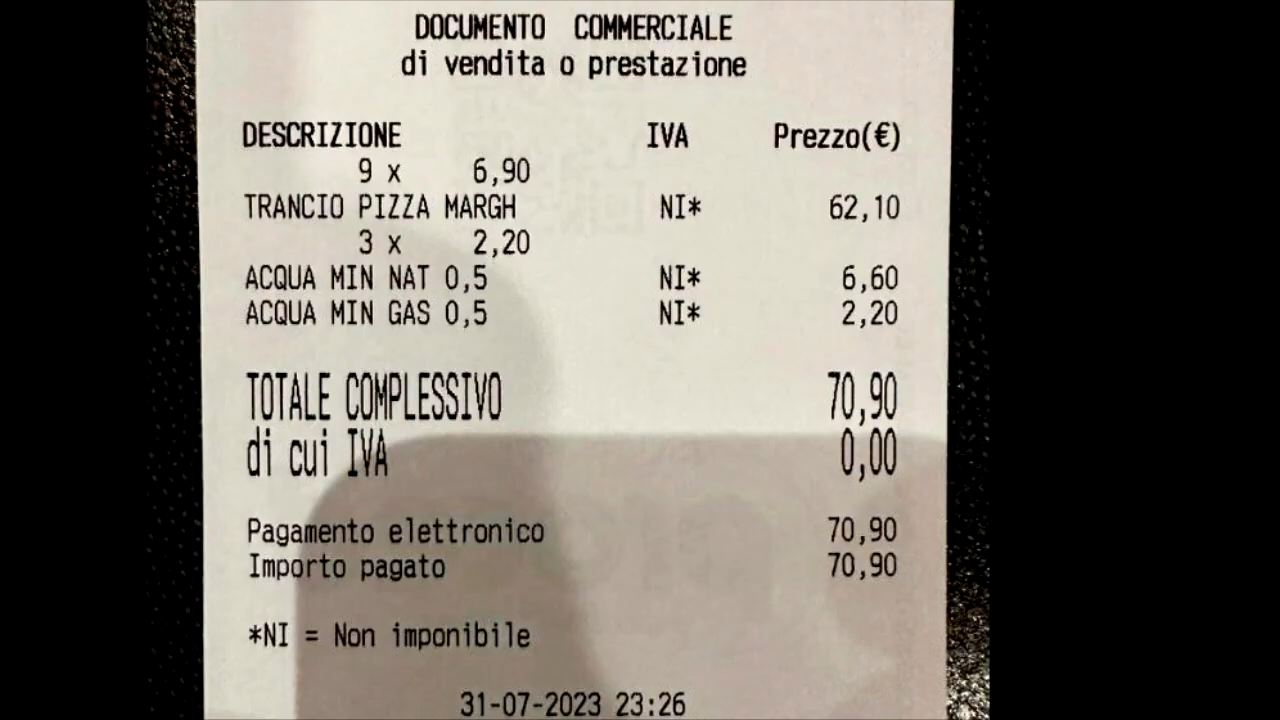 DOCUMENTO COMMERCIALE
di vendita o prestazione
DESCRIZIONE IVA Prezzo(€)
9 x 6,90
TRANCIO PIZZA MARGH NI* 62,10
3 x 2,20
ACQUA MIN NAT 0,5 NI* 6,60
ACQUA MIN GAS 0,5 NI* 2,20
TOTALE COMPLESSIVO 70,90
di cui IVA 0,00
Pagamento elettronico 70,90
Importo pagato 70,90
*NI = Non imponibile
31-07-2023 23:26